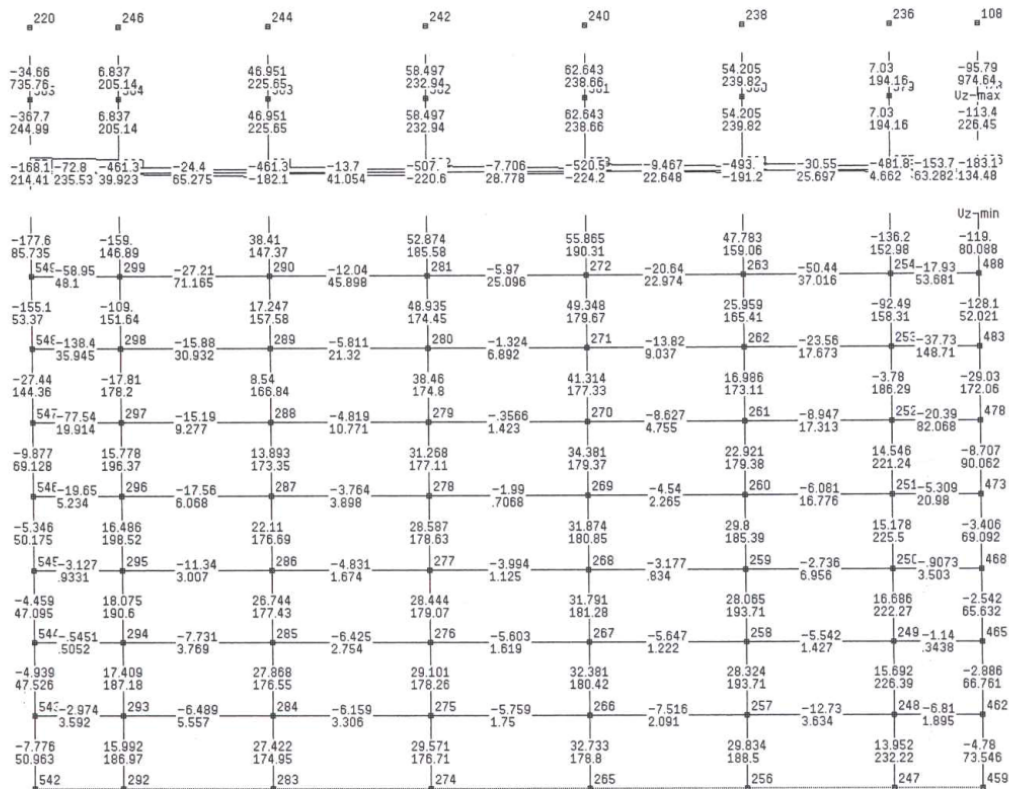 220 246 244 242 240 238 236 108
-34.66 6.837 46.951 58.497 62.643 54.205 7.03 -95.79
735.76 205.14 225.65 232.94 238.66 239.82 194.16 974.64
Uz-max
-367.7 6.837 46.951 58.497 62.643 54.205 7.03 -113.4
244.99 205.14 225.65 232.94 238.66 239.82 194.16 226.45
-168.1 -72.8 -461.3 -24.4 -461.3 -13.7 -507. -7.706 -520.5 -9.467 -493. -30.55 -481.8 -153.7 -183.1
214.41 235.53 39.923 65.275 -182.1 41.054 -220.6 28.778 -224.2 22.648 -191.2 25.697 4.662 63.282 134.48
Uz-min
-177.6 -159. 38.41 52.874 55.865 47.783 -136.2 -119.
85.735 146.89 147.37 185.58 190.31 159.06 152.98 80.088
-58.95 299 -27.21 290 -12.04 281 -5.97 272 -20.64 263 -50.44 254 -17.93 488
48.1 71.165 45.898 25.096 22.974 37.016 53.681
-155.1 -109. 17.247 48.935 49.348 25.959 -92.49 -128.1
53.37 151.64 157.58 174.45 179.67 165.41 158.31 52.021
548 -138.4 298 -15.88 289 -5.811 280 -1.324 271 -13.82 262 -23.56 253 -37.73 483
35.945 30.932 21.32 6.892 9.037 17.673 148.71
-27.44 -17.81 8.54 38.46 41.314 16.986 -3.78 -29.03
144.36 178.2 166.84 174.8 177.33 173.11 186.29 172.06
547 -77.54 297 -15.19 288 -4.819 279 -.3566 270 -8.627 261 -8.947 252 -20.39 478
19.914 9.277 10.771 1.423 4.755 17.313 82.068
-9.877 15.778 13.893 31.268 34.381 22.921 14.546 -8.707
69.128 196.37 173.35 177.11 179.37 179.38 221.24 90.062
546 -19.65 296 -17.56 287 -3.764 278 -1.99 269 -4.54 260 -6.081 251 -5.309 473
5.234 6.068 3.898 .7068 2.265 16.776 20.98
-5.346 16.486 22.11 28.587 31.874 29.8 15.178 -3.406
50.175 198.52 176.69 178.63 180.85 185.39 225.5 69.092
545 -3.127 295 -11.34 286 -4.831 277 -3.994 268 -3.177 259 -2.736 250 -.9073 468
.9331 3.007 1.674 1.125 .834 6.956 3.503
-4.459 18.075 26.744 28.444 31.791 28.065 16.686 -2.542
47.095 190.6 177.43 179.07 181.28 193.71 222.27 65.632
544 -.5451 294 -7.731 285 -6.425 276 -5.603 267 -5.647 258 -5.542 249 -1.14 465
.5052 3.769 2.754 1.619 1.222 1.427 .3438
-4.939 17.409 27.868 29.101 32.381 28.324 15.692 -2.886
47.526 187.18 176.55 178.26 180.42 193.71 226.39 66.761
543 -2.974 293 -6.489 284 -6.159 275 -5.759 266 -7.516 257 -12.73 248 -6.81 462
3.592 5.557 3.306 1.75 2.091 3.634 1.895
-7.776 15.992 27.422 29.571 32.733 29.834 13.952 -4.78
50.963 186.97 174.95 176.71 178.8 188.5 232.22 73.546
542 292 283 274 265 256 247 459